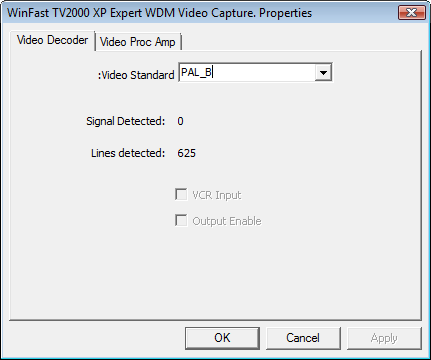 WinFast TV2000 XP Expert WDM Video Capture. Properties
Video Decoder Video Proc Amp
:Video Standard PAL_B
Signal Detected: 0
Lines detected: 625
VCR Input
Output Enable
OK Cancel Apply